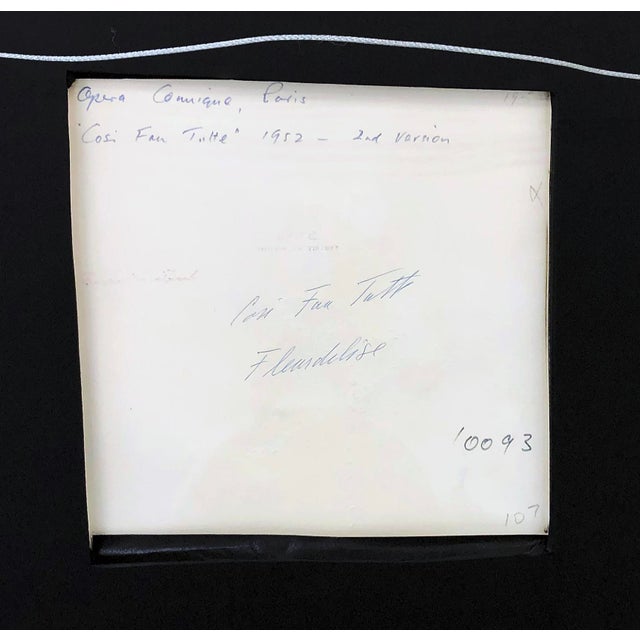 Opera Comique, Paris
"Cosi Fan Tutte" 1952 - 2nd version
Cosi Fan Tutte
Fleurdelise
10093
107